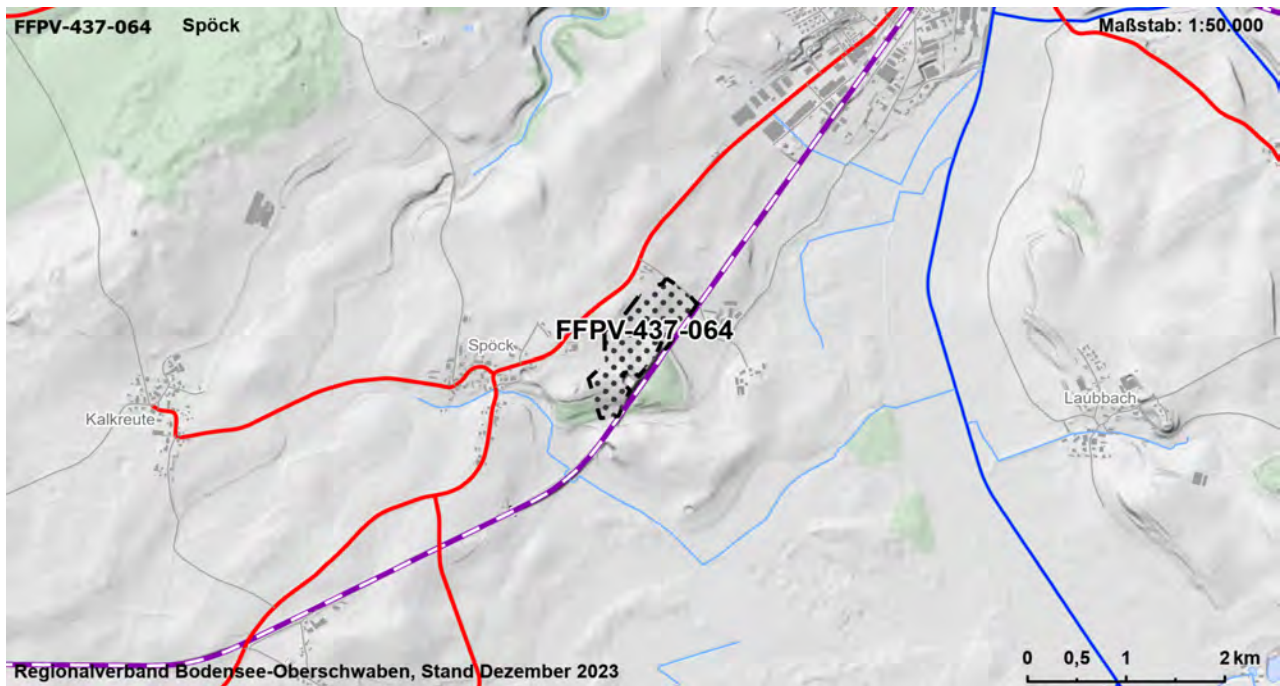 FFPV-437-064 Spöck
Maßstab: 1:50.000
FFPV-437-064
Spöck
Kalkreute
Laubbach
0 0,5 1 2 km
Regionalverband Bodensee-Oberschwaben, Stand Dezember 2023